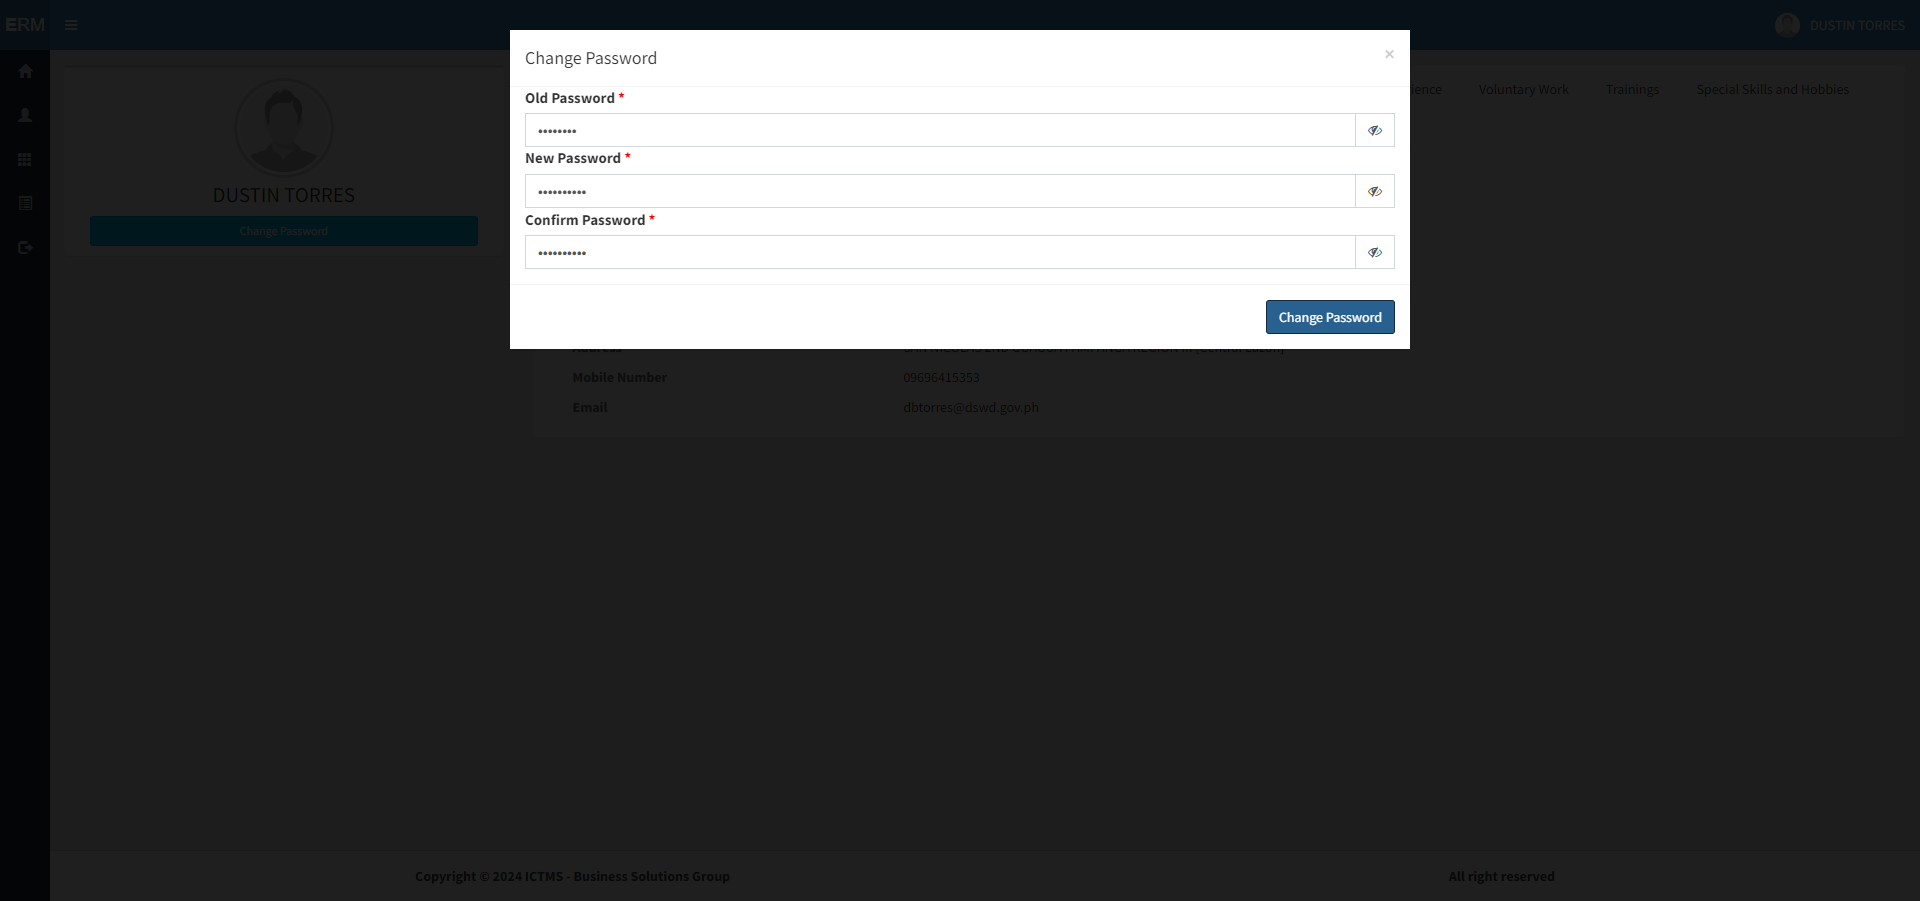 ERM
DUSTIN TORRES
Change Password
×
Old Password *
••••••••
New Password *
••••••••••
Confirm Password *
••••••••••
Change Password
DUSTIN TORRES
Change Password
Voluntary Work
Trainings
Special Skills and Hobbies
Address
Mobile Number 09696415353
Email dbtorres@dswd.gov.ph
Copyright © 2024 ICTMS - Business Solutions Group
All right reserved